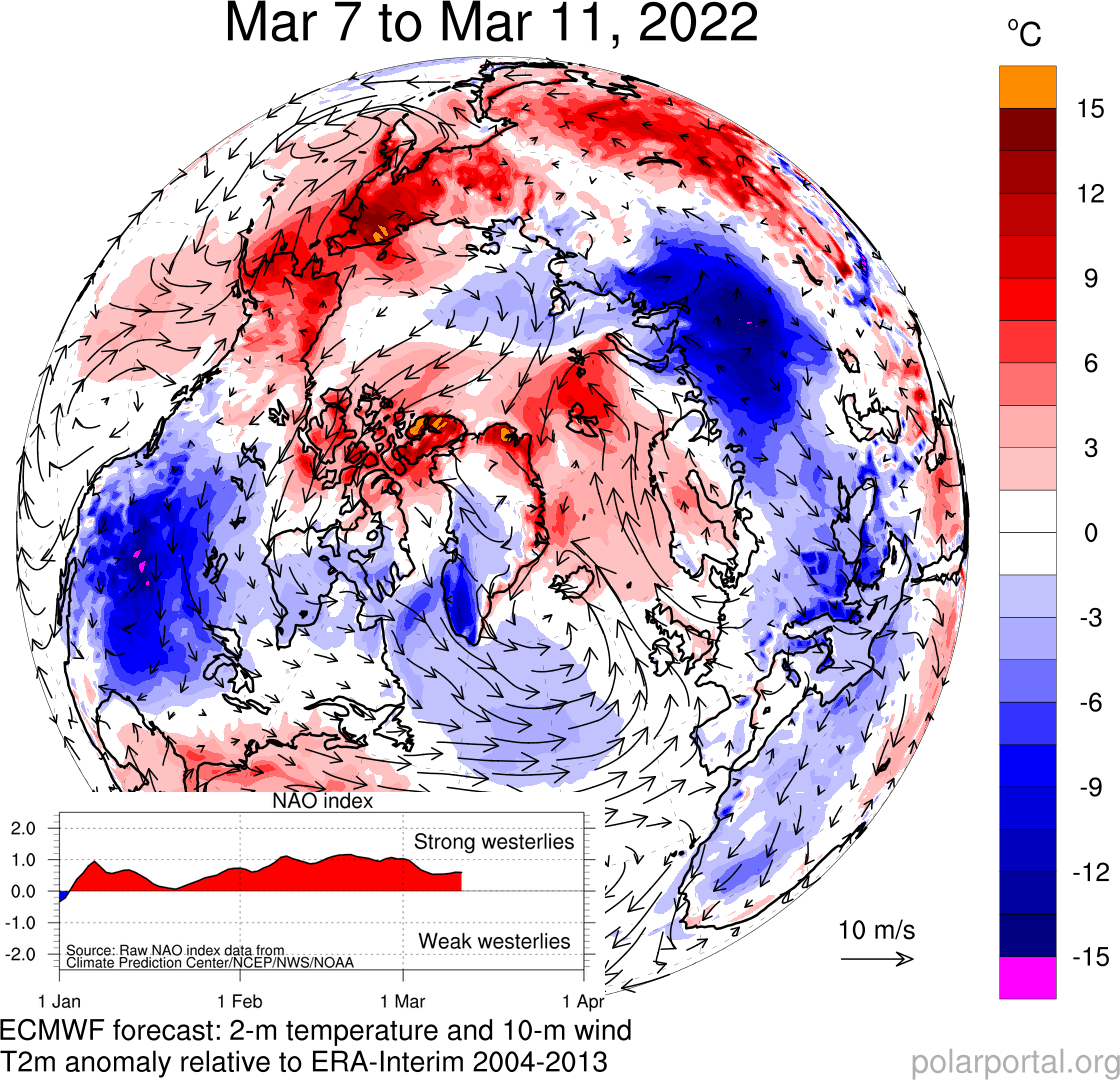 Mar 7 to Mar 11, 2022
°C
15
12
9
6
3
0
-3
-6
-9
-12
-15
NAO index
2.0
1.0
0.0
-1.0
-2.0
Strong westerlies
Weak westerlies
Source: Raw NAO index data from
Climate Prediction Center/NCEP/NWS/NOAA
1 Jan
1 Feb
1 Mar
1 Apr
10 m/s
ECMWF forecast: 2-m temperature and 10-m wind
T2m anomaly relative to ERA-Interim 2004-2013
polarportal.org